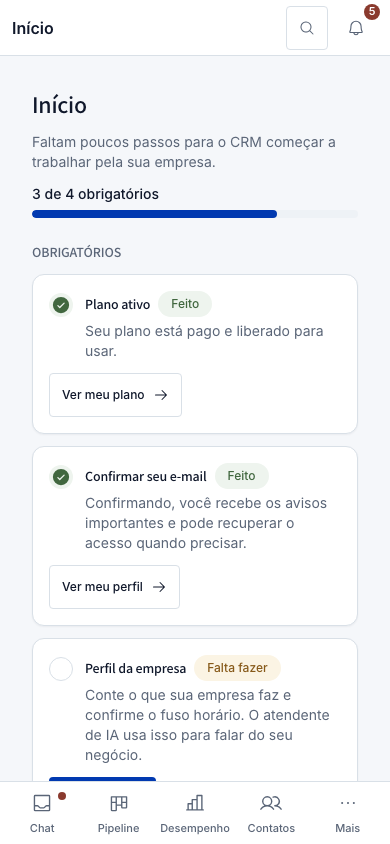 Início
5
Início
Faltam poucos passos para o CRM começar a
trabalhar pela sua empresa.
3 de 4 obrigatórios
OBRIGATÓRIOS
Plano ativo Feito
Seu plano está pago e liberado para
usar.
Ver meu plano
Confirmar seu e-mail Feito
Confirmando, você recebe os avisos
importantes e pode recuperar o
acesso quando precisar.
Ver meu perfil
Perfil da empresa Falta fazer
Conte o que sua empresa faz e
confirme o fuso horário. O atendente
de IA usa isso para falar do seu
negócio.
Chat Pipeline Desempenho Contatos Mais